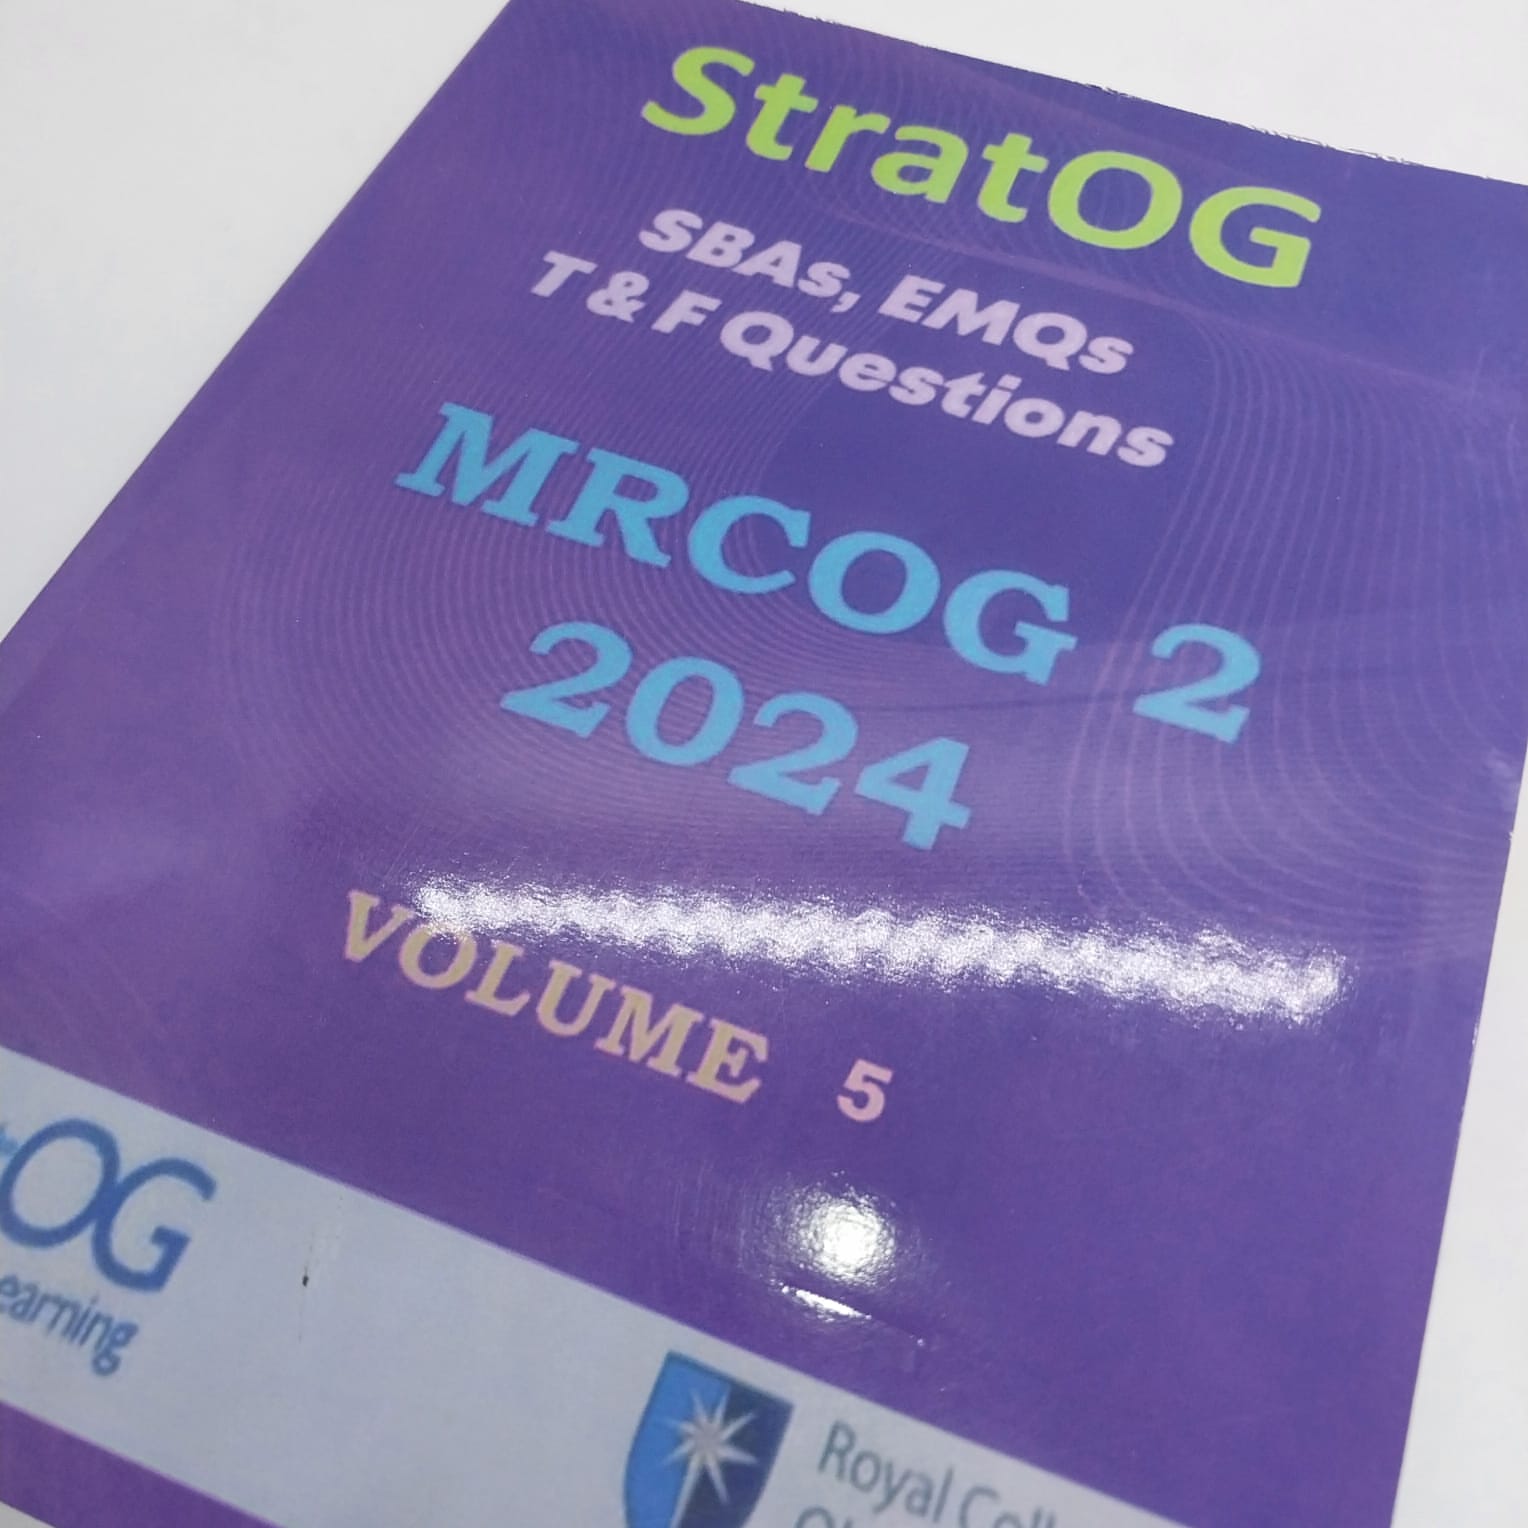 StratOG
SBAs, EMQs
T & F Questions
MRCOG 2
2024
VOLUME 5
OG
earning
Royal Coll